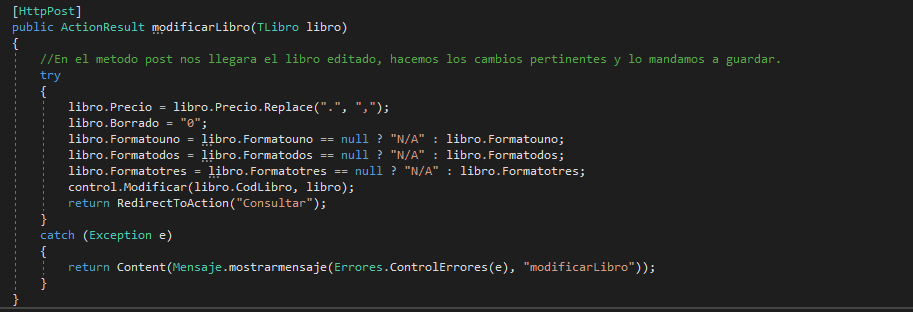 [HttpPost]
public ActionResult modificarLibro(TLibro libro)
{
//En el metodo post nos llegara el libro editado, hacemos los cambios pertinentes y lo mandamos a guardar.
try
{
libro.Precio = libro.Precio.Replace(".", ",");
libro.Borrado = "0";
libro.Formatouno = libro.Formatouno == null ? "N/A" : libro.Formatouno;
libro.Formatodos = libro.Formatodos == null ? "N/A" : libro.Formatodos;
libro.Formatotres = libro.Formatotres == null ? "N/A" : libro.Formatotres;
control.Modificar(libro.CodLibro, libro);
return RedirectToAction("Consultar");
}
catch (Exception e)
{
return Content(Mensaje.mostrarmensaje(Errores.ControlErrores(e), "modificarLibro"));
}
}